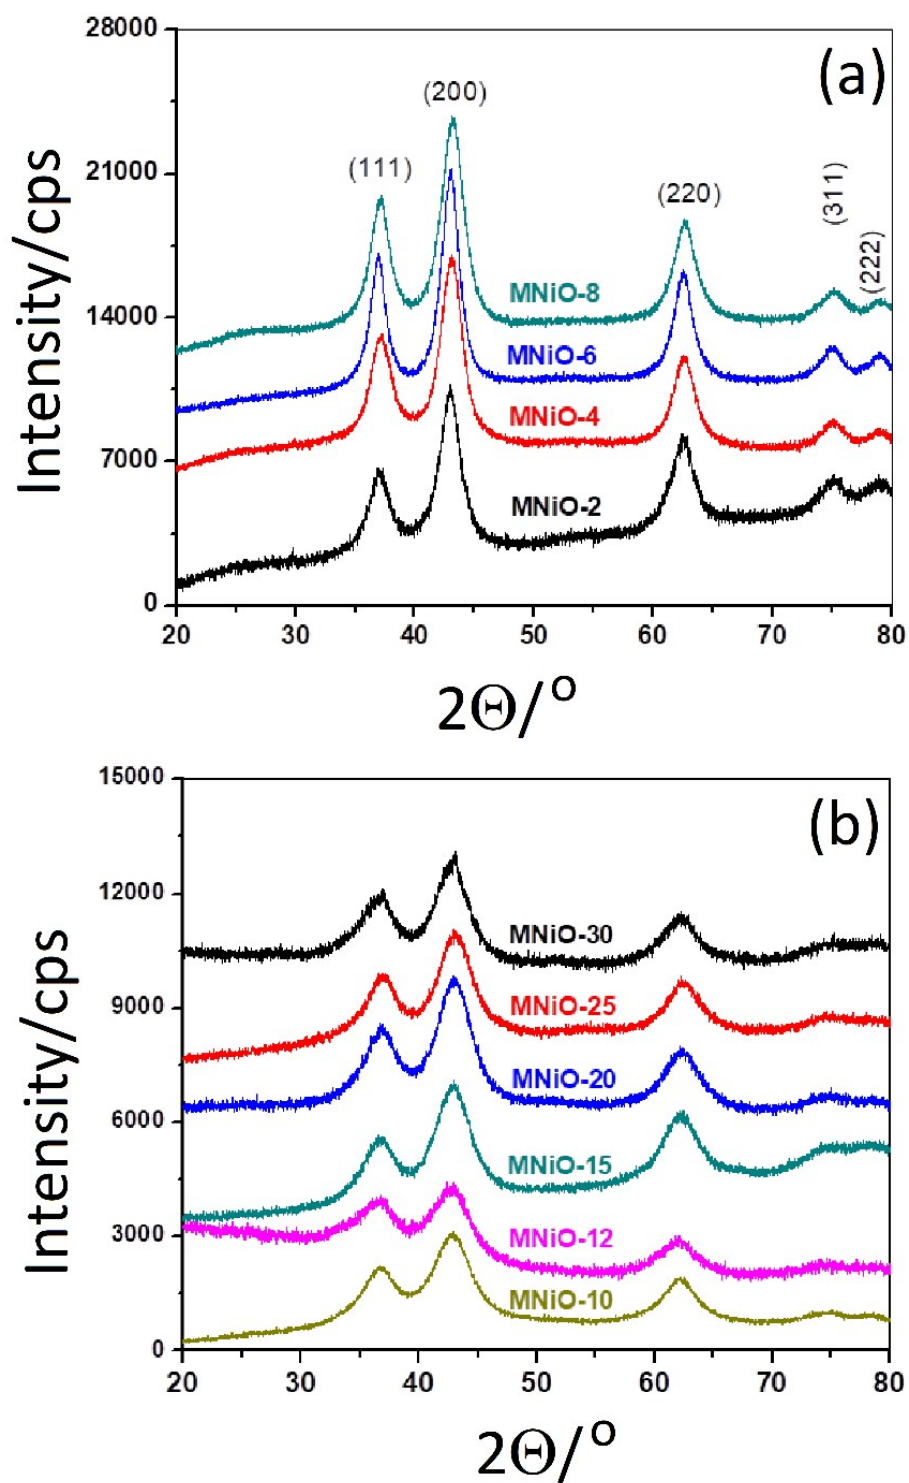 28000
(a)
(200)
(111)
21000
(220)
(311)
(222)
MNiO-8
14000
MNiO-6
MNiO-4
7000
MNiO-2
0
20 30 40 50 60 70 80
Intensity/cps
2Θ/°
15000
(b)
12000
MNiO-30
9000
MNiO-25
MNiO-20
6000
MNiO-15
3000
MNiO-12
MNiO-10
0
20 30 40 50 60 70 80
Intensity/cps
2Θ/°